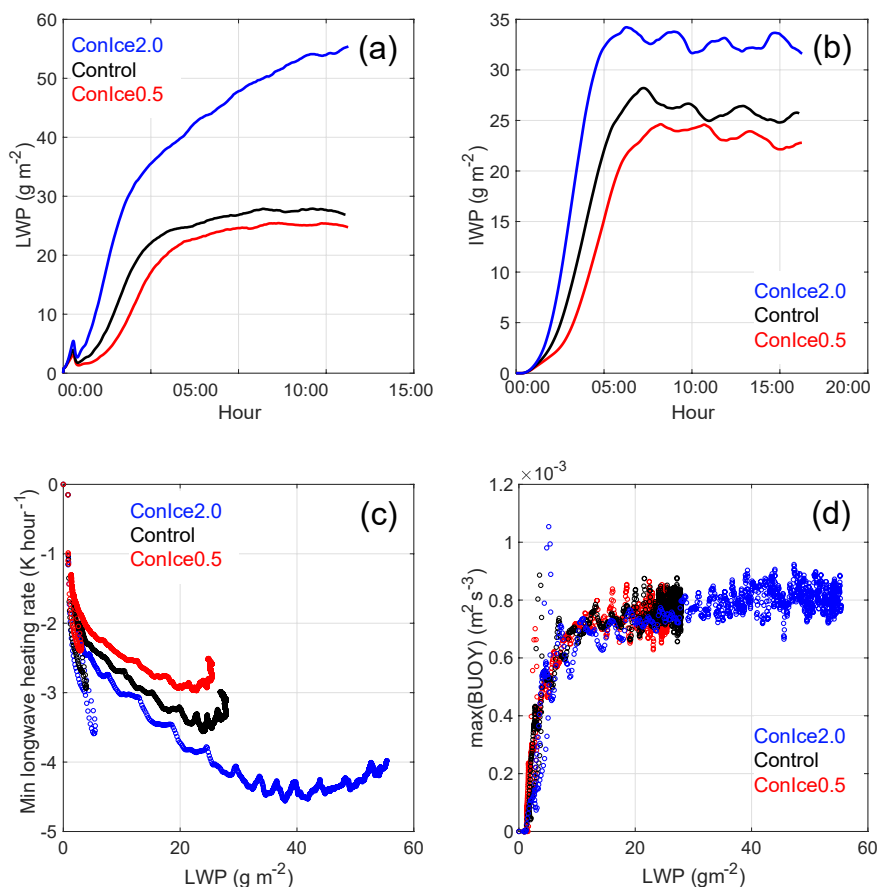 (a)
ConIce2.0
Control
ConIce0.5
LWP (g m-2)
60
50
40
30
20
10
0
00:00 05:00 10:00 15:00
Hour
(b)
ConIce2.0
Control
ConIce0.5
IWP (g m-2)
35
30
25
20
15
10
5
0
00:00 05:00 10:00 15:00 20:00
Hour
(c)
ConIce2.0
Control
ConIce0.5
Min longwave heating rate (K hour-1)
0
-1
-2
-3
-4
-5
0 20 40 60
LWP (g m-2)
×10-3
(d)
ConIce2.0
Control
ConIce0.5
max(BUOY) (m2 s-3)
1.2
1
0.8
0.6
0.4
0.2
0
0 20 40 60
LWP (gm-2)